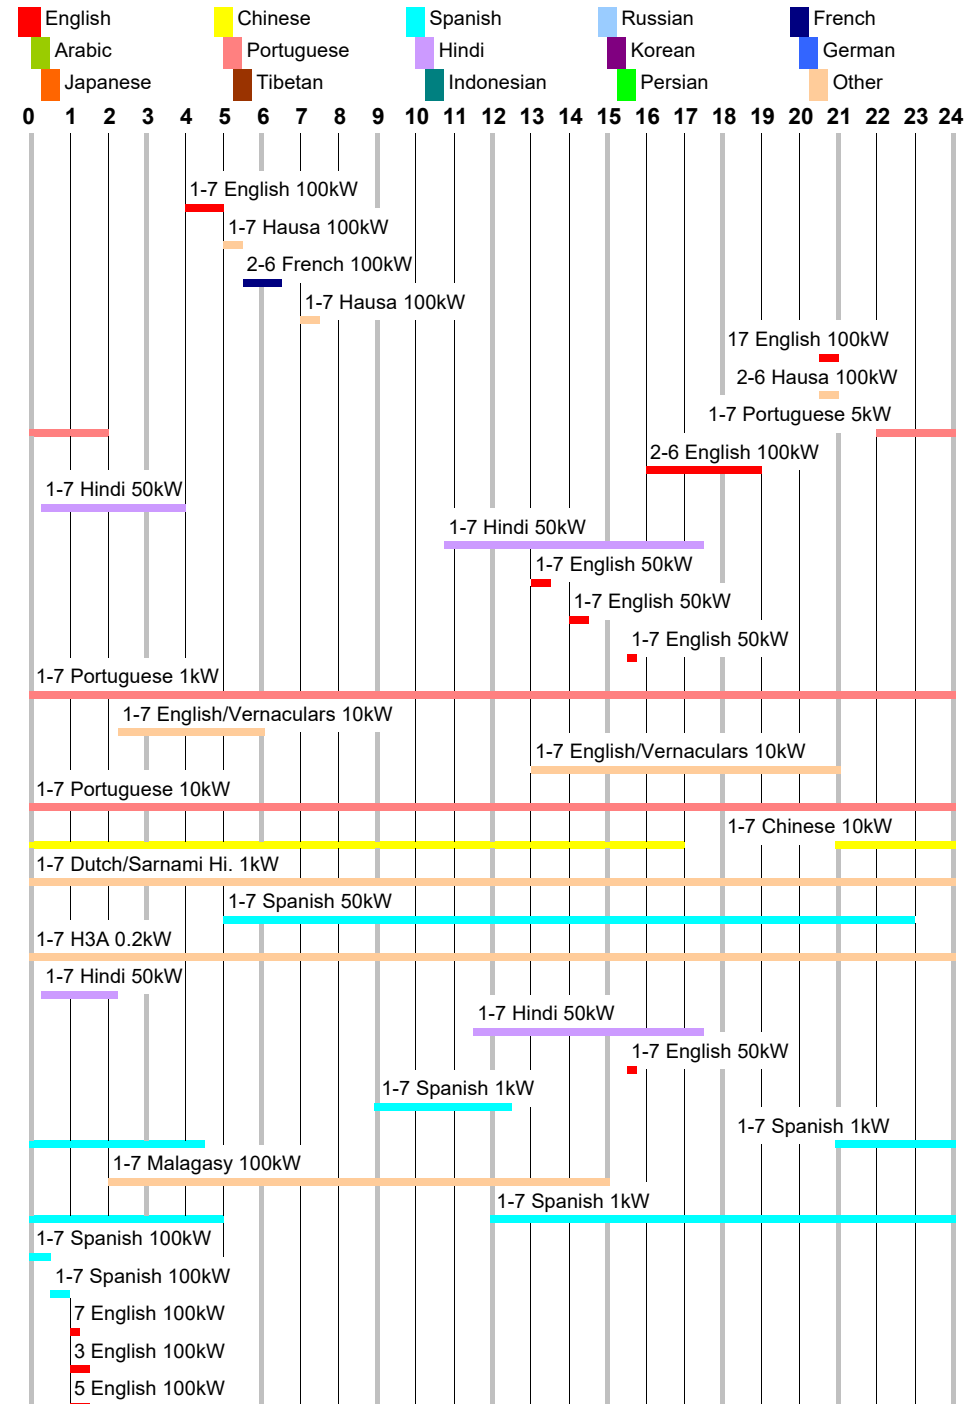 English Chinese Spanish Russian French
Arabic Portuguese Hindi Korean German
Japanese Tibetan Indonesian Persian Other
0 1 2 3 4 5 6 7 8 9 10 11 12 13 14 15 16 17 18 19 20 21 22 23 24
1-7 English 100kW
1-7 Hausa 100kW
2-6 French 100kW
1-7 Hausa 100kW
17 English 100kW
2-6 Hausa 100kW
1-7 Portuguese 5kW
2-6 English 100kW
1-7 Hindi 50kW
1-7 Hindi 50kW
1-7 English 50kW
1-7 English 50kW
1-7 English 50kW
1-7 Portuguese 1kW
1-7 English/Vernaculars 10kW
1-7 English/Vernaculars 10kW
1-7 Portuguese 10kW
1-7 Chinese 10kW
1-7 Dutch/Sarnami Hi. 1kW
1-7 Spanish 50kW
1-7 H3A 0.2kW
1-7 Hindi 50kW
1-7 Hindi 50kW
1-7 English 50kW
1-7 Spanish 1kW
1-7 Spanish 1kW
1-7 Malagasy 100kW
1-7 Spanish 1kW
1-7 Spanish 100kW
1-7 Spanish 100kW
7 English 100kW
3 English 100kW
5 English 100kW